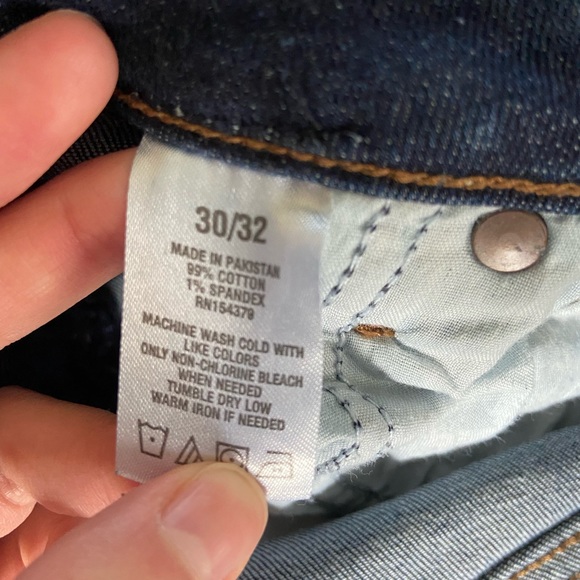 30/32
MADE IN PAKISTAN
99% COTTON
1% SPANDEX
RN154379
MACHINE WASH COLD WITH
LIKE COLORS
ONLY NON-CHLORINE BLEACH
WHEN NEEDED
TUMBLE DRY LOW
WARM IRON IF NEEDED